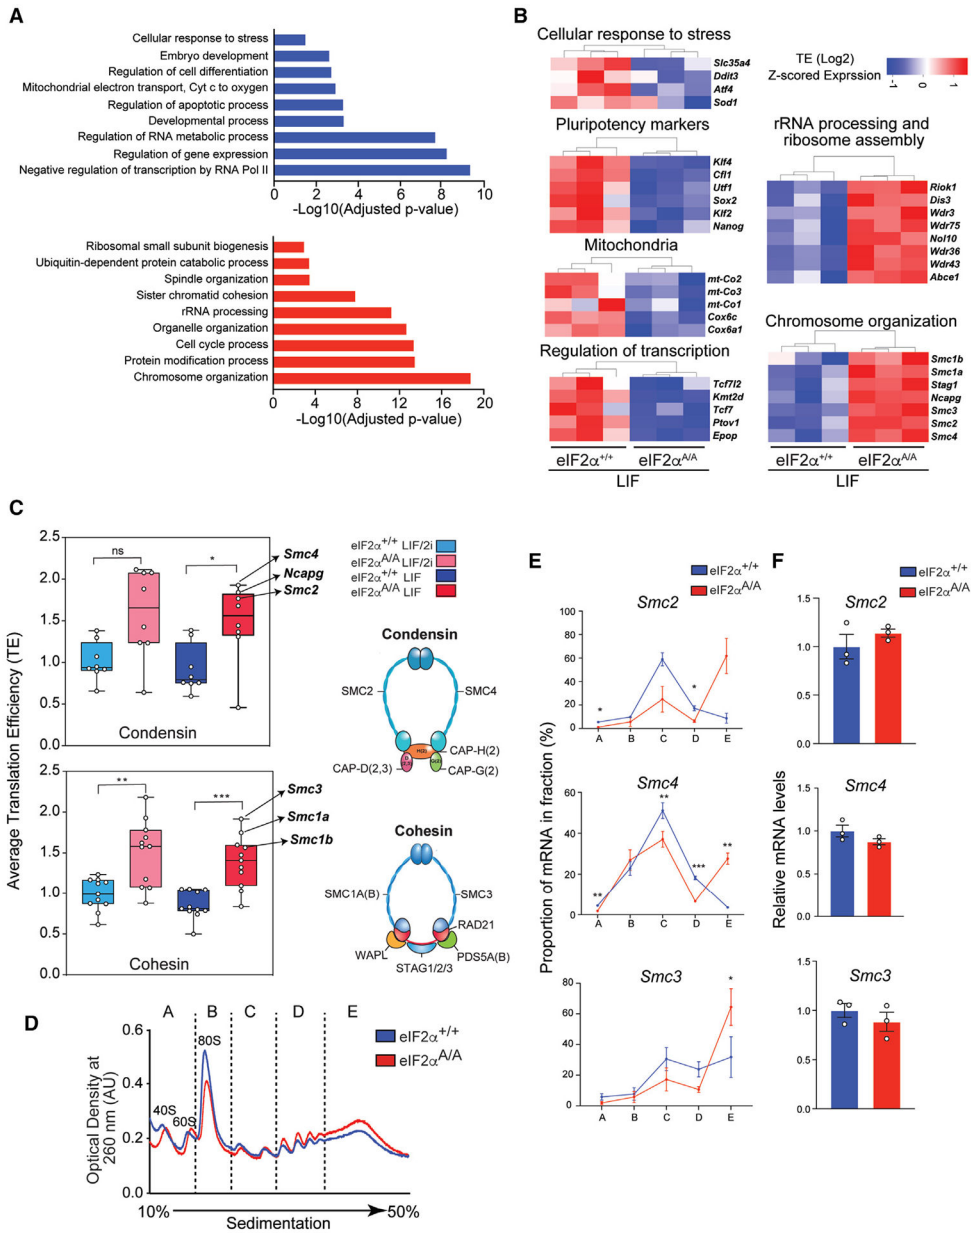 A
Cellular response to stress
Embryo development
Regulation of cell differentiation
Mitochondrial electron transport, Cyt c to oxygen
Regulation of apoptotic process
Developmental process
Regulation of RNA metabolic process
Regulation of gene expression
Negative regulation of transcription by RNA Pol II
0 2 4 6 8 10
-Log10(Adjusted p-value)
Ribosomal small subunit biogenesis
Ubiquitin-dependent protein catabolic process
Spindle organization
Sister chromatid cohesion
rRNA processing
Organelle organization
Cell cycle process
Protein modification process
Chromosome organization
0 4 8 12 16 20
-Log10(Adjusted p-value)
B
Cellular response to stress
Slc35a4
Ddit3
Atf4
Sod1
Pluripotency markers
Klf4
Cfl1
Utf1
Sox2
Klf2
Nanog
Mitochondria
mt-Co2
mt-Co3
mt-Co1
Cox6c
Cox6a1
Regulation of transcription
Tcf7l2
Kmt2d
Tcf7
Ptov1
Epop
eIF2α+/+ eIF2αA/A
LIF
TE (Log2)
Z-scored Exprssion
-1 0 1
rRNA processing and
ribosome assembly
Riok1
Dis3
Wdr3
Wdr75
Nol10
Wdr36
Wdr43
Abce1
Chromosome organization
Smc1b
Smc1a
Stag1
Ncapg
Smc3
Smc2
Smc4
eIF2α+/+ eIF2αA/A
LIF
C
Average Translation Efficiency (TE)
2.5
2.0
1.5
1.0
0.5
0.0
ns
*
Smc4
Ncapg
Smc2
Condensin
2.5
2.0
1.5
1.0
0.5
0.0
**
***
Smc3
Smc1a
Smc1b
Cohesin
eIF2α+/+ LIF/2i
eIF2αA/A LIF/2i
eIF2α+/+ LIF
eIF2αA/A LIF
Condensin
SMC2
SMC4
H(2)
G(2)
CAP-H(2)
CAP-D(2,3)
CAP-G(2)
Cohesin
SMC1A(B)
SMC3
RAD21
WAPL
PDS5A(B)
STAG1/2/3
D
Optical Density at
260 nm (AU)
0.6
0.4
0.2
0.0
A B C D E
40S
60S
80S
eIF2α+/+
eIF2αA/A
10%
50%
Sedimentation
E
eIF2α+/+
eIF2αA/A
Proportion of mRNA in fraction (%)
Smc2
100
80
60
40
20
0
*
*
A B C D E
Smc4
60
40
20
0
**
**
***
**
A B C D E
Smc3
80
60
40
20
0
*
A B C D E
F
eIF2α+/+
eIF2αA/A
Relative mRNA levels
Smc2
1.5
1.0
0.5
0.0
Smc4
1.5
1.0
0.5
0.0
Smc3
1.5
1.0
0.5
0.0